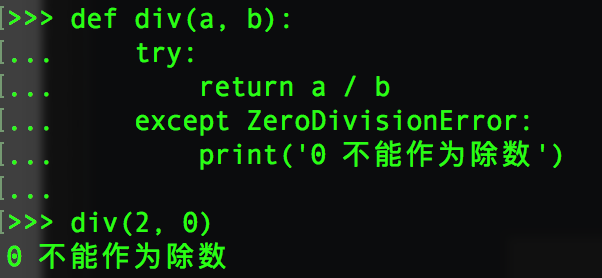 >>> def div(a, b):
...     try:
...         return a / b
...     except ZeroDivisionError:
...         print('0 不能作为除数')
...
>>> div(2, 0)
0 不能作为除数